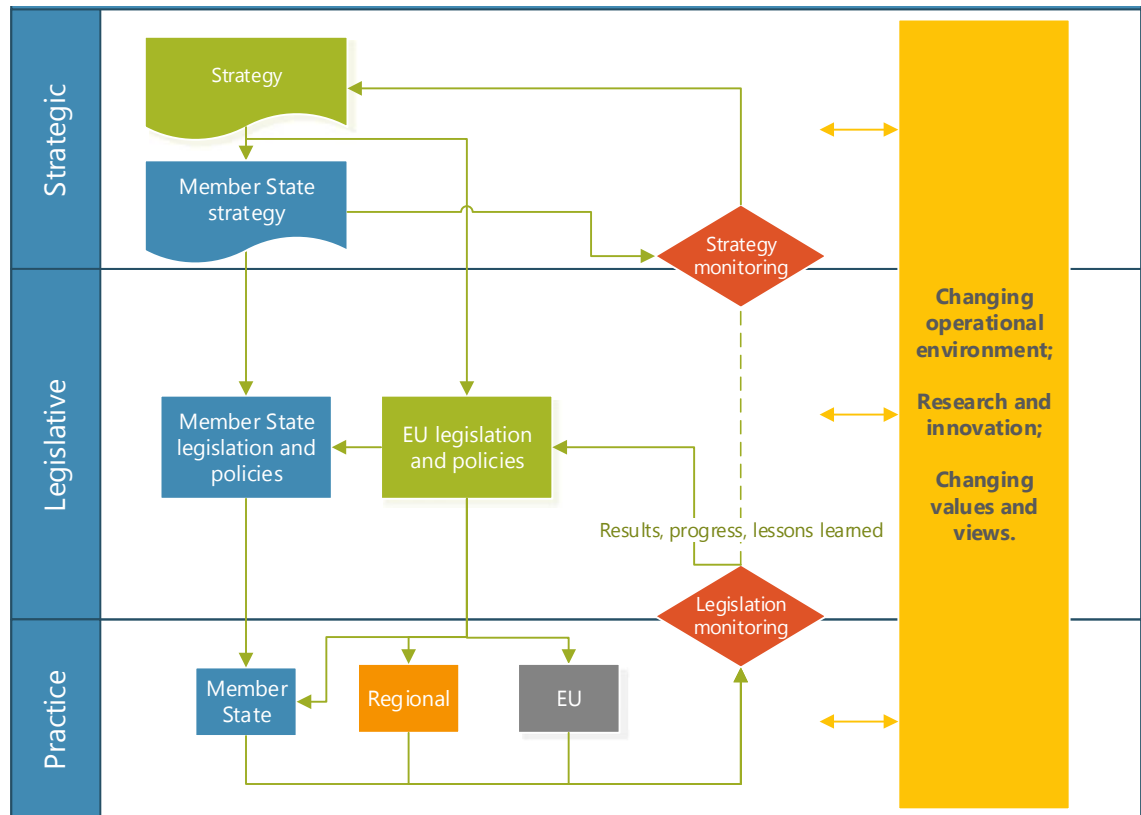 Strategic
Strategy
Member State
strategy
Strategy
monitoring
Legislative
Member State
legislation and
policies
EU legislation
and policies
Results, progress, lessons learned
Legislation
monitoring
Practice
Member
State
Regional
EU
Changing
operational
environment;
Research and
innovation;
Changing
values and
views.